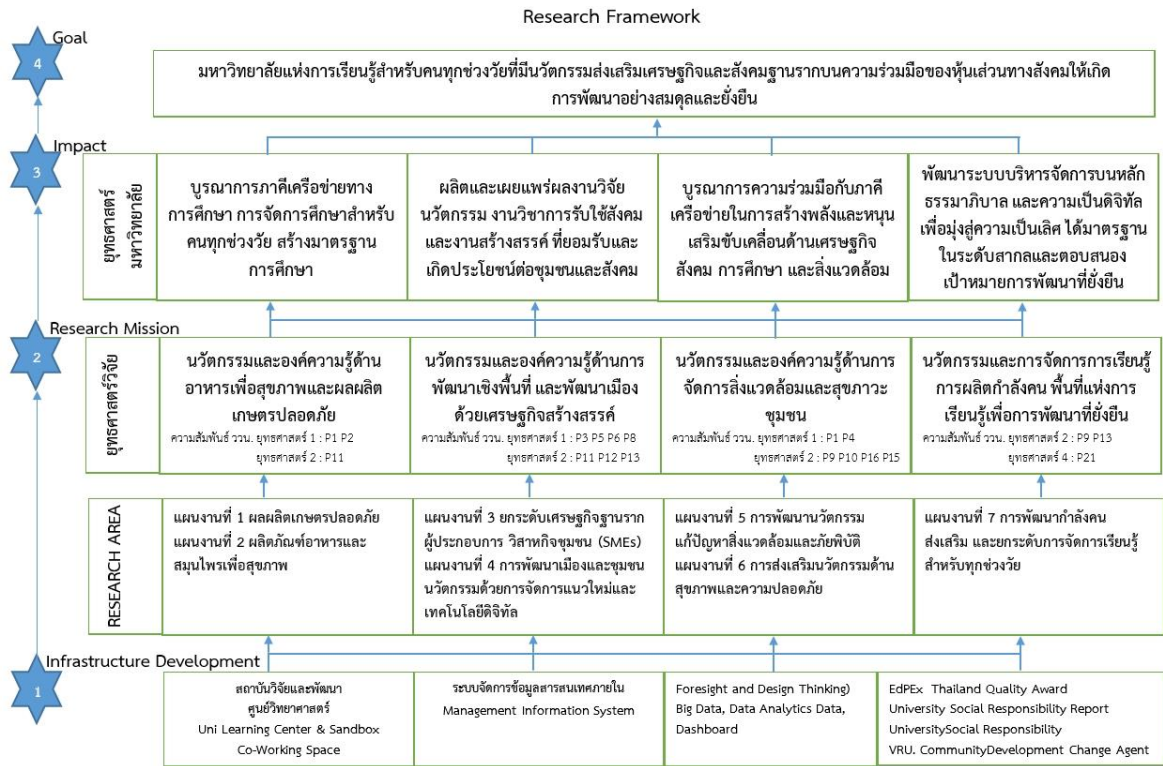 Research Framework
Goal
4
มหาวิทยาลัยแห่งการเรียนรู้สำหรับคนทุกช่วงวัยที่มีนวัตกรรมส่งเสริมเศรษฐกิจและสังคมฐานรากบนความร่วมมือของหุ้นส่วนทางสังคมให้เกิด
การพัฒนาอย่างสมดุลและยั่งยืน
Impact
3
ยุทธศาสตร์
มหาวิทยาลัย
บูรณาการภาคีเครือข่ายทาง
การศึกษา การจัดการศึกษาสำหรับ
คนทุกช่วงวัย สร้างมาตรฐาน
การศึกษา
ผลิตและเผยแพร่ผลงานวิจัย
นวัตกรรม งานวิชาการรับใช้สังคม
และงานสร้างสรรค์ ที่ยอมรับและ
เกิดประโยชน์ต่อชุมชนและสังคม
บูรณาการความร่วมมือกับภาคี
เครือข่ายในการสร้างพลังและหนุน
เสริมขับเคลื่อนด้านเศรษฐกิจ
สังคม การศึกษา และสิ่งแวดล้อม
พัฒนาระบบบริหารจัดการบนหลัก
ธรรมาภิบาล และความเป็นดิจิทัล
เพื่อมุ่งสู่ความเป็นเลิศ ได้มาตรฐาน
ในระดับสากลและตอบสนอง
เป้าหมายการพัฒนาที่ยั่งยืน
Research Mission
2
ยุทธศาสตร์วิจัย
นวัตกรรมและองค์ความรู้ด้าน
อาหารเพื่อสุขภาพและผลผลิต
เกษตรปลอดภัย
ความสัมพันธ์ ววน. ยุทธศาสตร์ 1 : P1 P2
ยุทธศาสตร์ 2 : P11
นวัตกรรมและองค์ความรู้ด้านการ
พัฒนาเชิงพื้นที่ และพัฒนาเมือง
ด้วยเศรษฐกิจสร้างสรรค์
ความสัมพันธ์ ววน. ยุทธศาสตร์ 1 : P3 P5 P6 P8
ยุทธศาสตร์ 2 : P11 P12 P13
นวัตกรรมและองค์ความรู้ด้านการ
จัดการสิ่งแวดล้อมและสุขภาวะ
ชุมชน
ความสัมพันธ์ ววน. ยุทธศาสตร์ 1 : P1 P4
ยุทธศาสตร์ 2 : P9 P10 P16 P15
นวัตกรรมและการจัดการการเรียนรู้
การผลิตกำลังคน พื้นที่แห่งการ
เรียนรู้เพื่อการพัฒนาที่ยั่งยืน
ความสัมพันธ์ ววน. ยุทธศาสตร์ 2 : P9 P13
ยุทธศาสตร์ 4 : P21
RESEARCH AREA
แผนงานที่ 1 ผลผลิตเกษตรปลอดภัย
แผนงานที่ 2 ผลิตภัณฑ์อาหารและ
สมุนไพรเพื่อสุขภาพ
แผนงานที่ 3 ยกระดับเศรษฐกิจฐานราก
ผู้ประกอบการ วิสาหกิจชุมชน (SMEs)
แผนงานที่ 4 การพัฒนาเมืองและชุมชน
นวัตกรรมด้วยการจัดการแนวใหม่และ
เทคโนโลยีดิจิทัล
แผนงานที่ 5 การพัฒนานวัตกรรม
แก้ปัญหาสิ่งแวดล้อมและภัยพิบัติ
แผนงานที่ 6 การส่งเสริมนวัตกรรมด้าน
สุขภาพและความปลอดภัย
แผนงานที่ 7 การพัฒนากำลังคน
ส่งเสริม และยกระดับการจัดการเรียนรู้
สำหรับทุกช่วงวัย
Infrastructure Development
1
สถาบันวิจัยและพัฒนา
ศูนย์วิทยาศาสตร์
Uni Learning Center & Sandbox
Co-Working Space
ระบบจัดการข้อมูลสารสนเทศภายใน
Management Information System
Foresight and Design Thinking)
Big Data, Data Analytics Data,
Dashboard
EdPEx Thailand Quality Award
University Social Responsibility Report
UniversitySocial Responsibility
VRU. CommunityDevelopment Change Agent